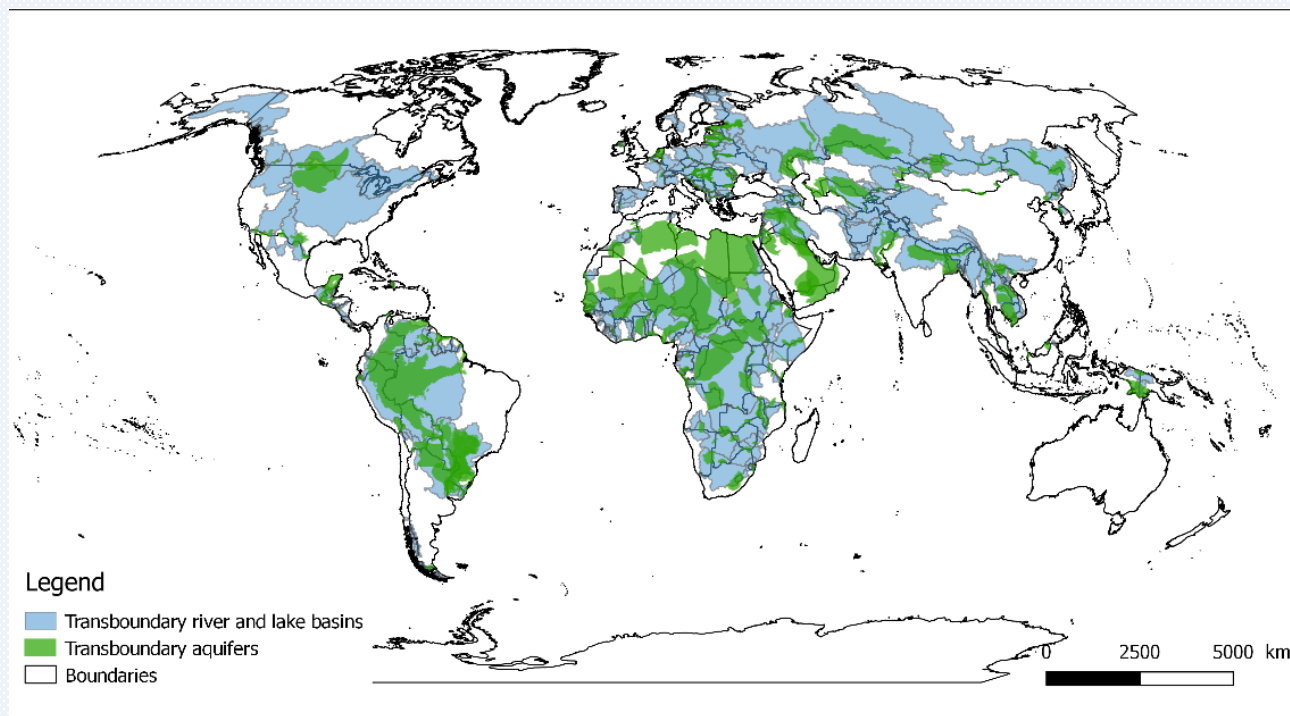 Legend
Transboundary river and lake basins
Transboundary aquifers
Boundaries
0 2500 5000 km